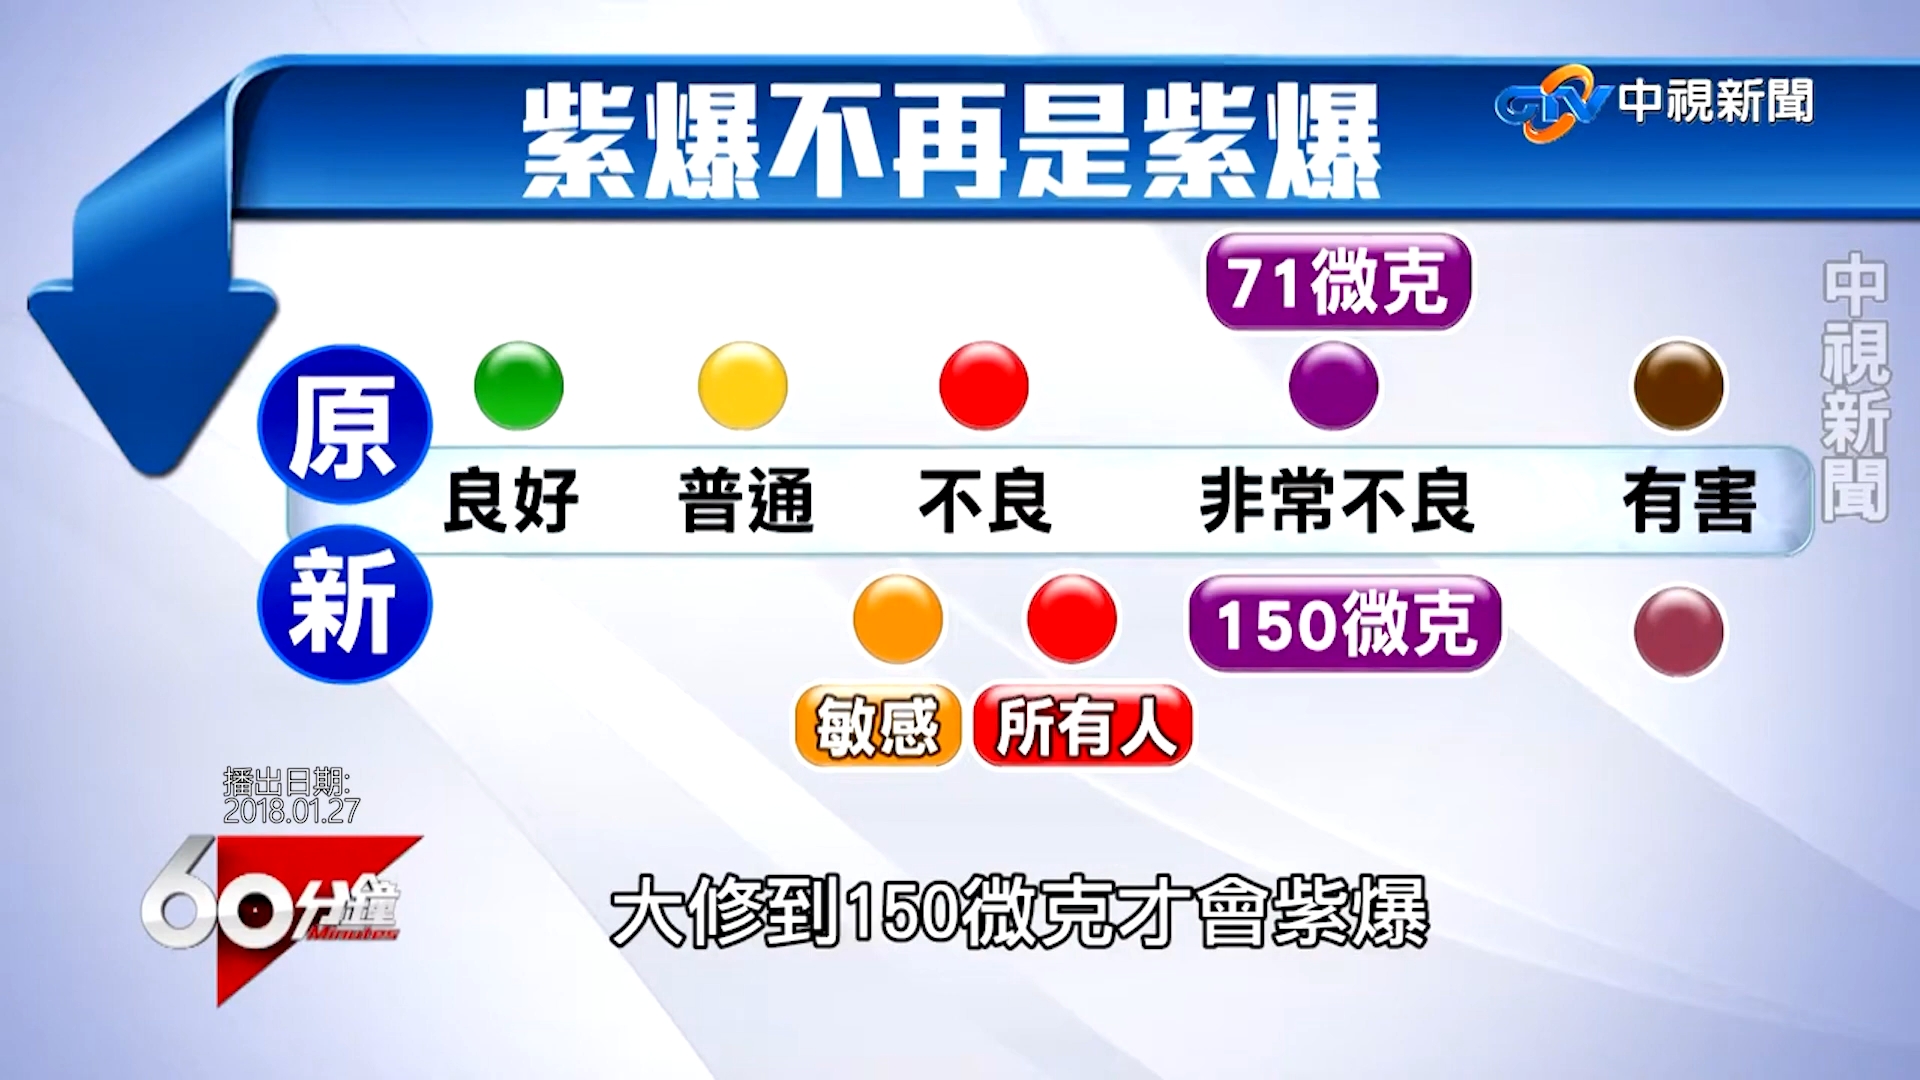 紫爆不再是紫爆
CTV 中視新聞
中視新聞
71微克
原
良好 普通 不良 非常不良 有害
新
150微克
敏感 所有人
播出日期:
2018.01.27
60分鐘
Minutes
大修到150微克才會紫爆